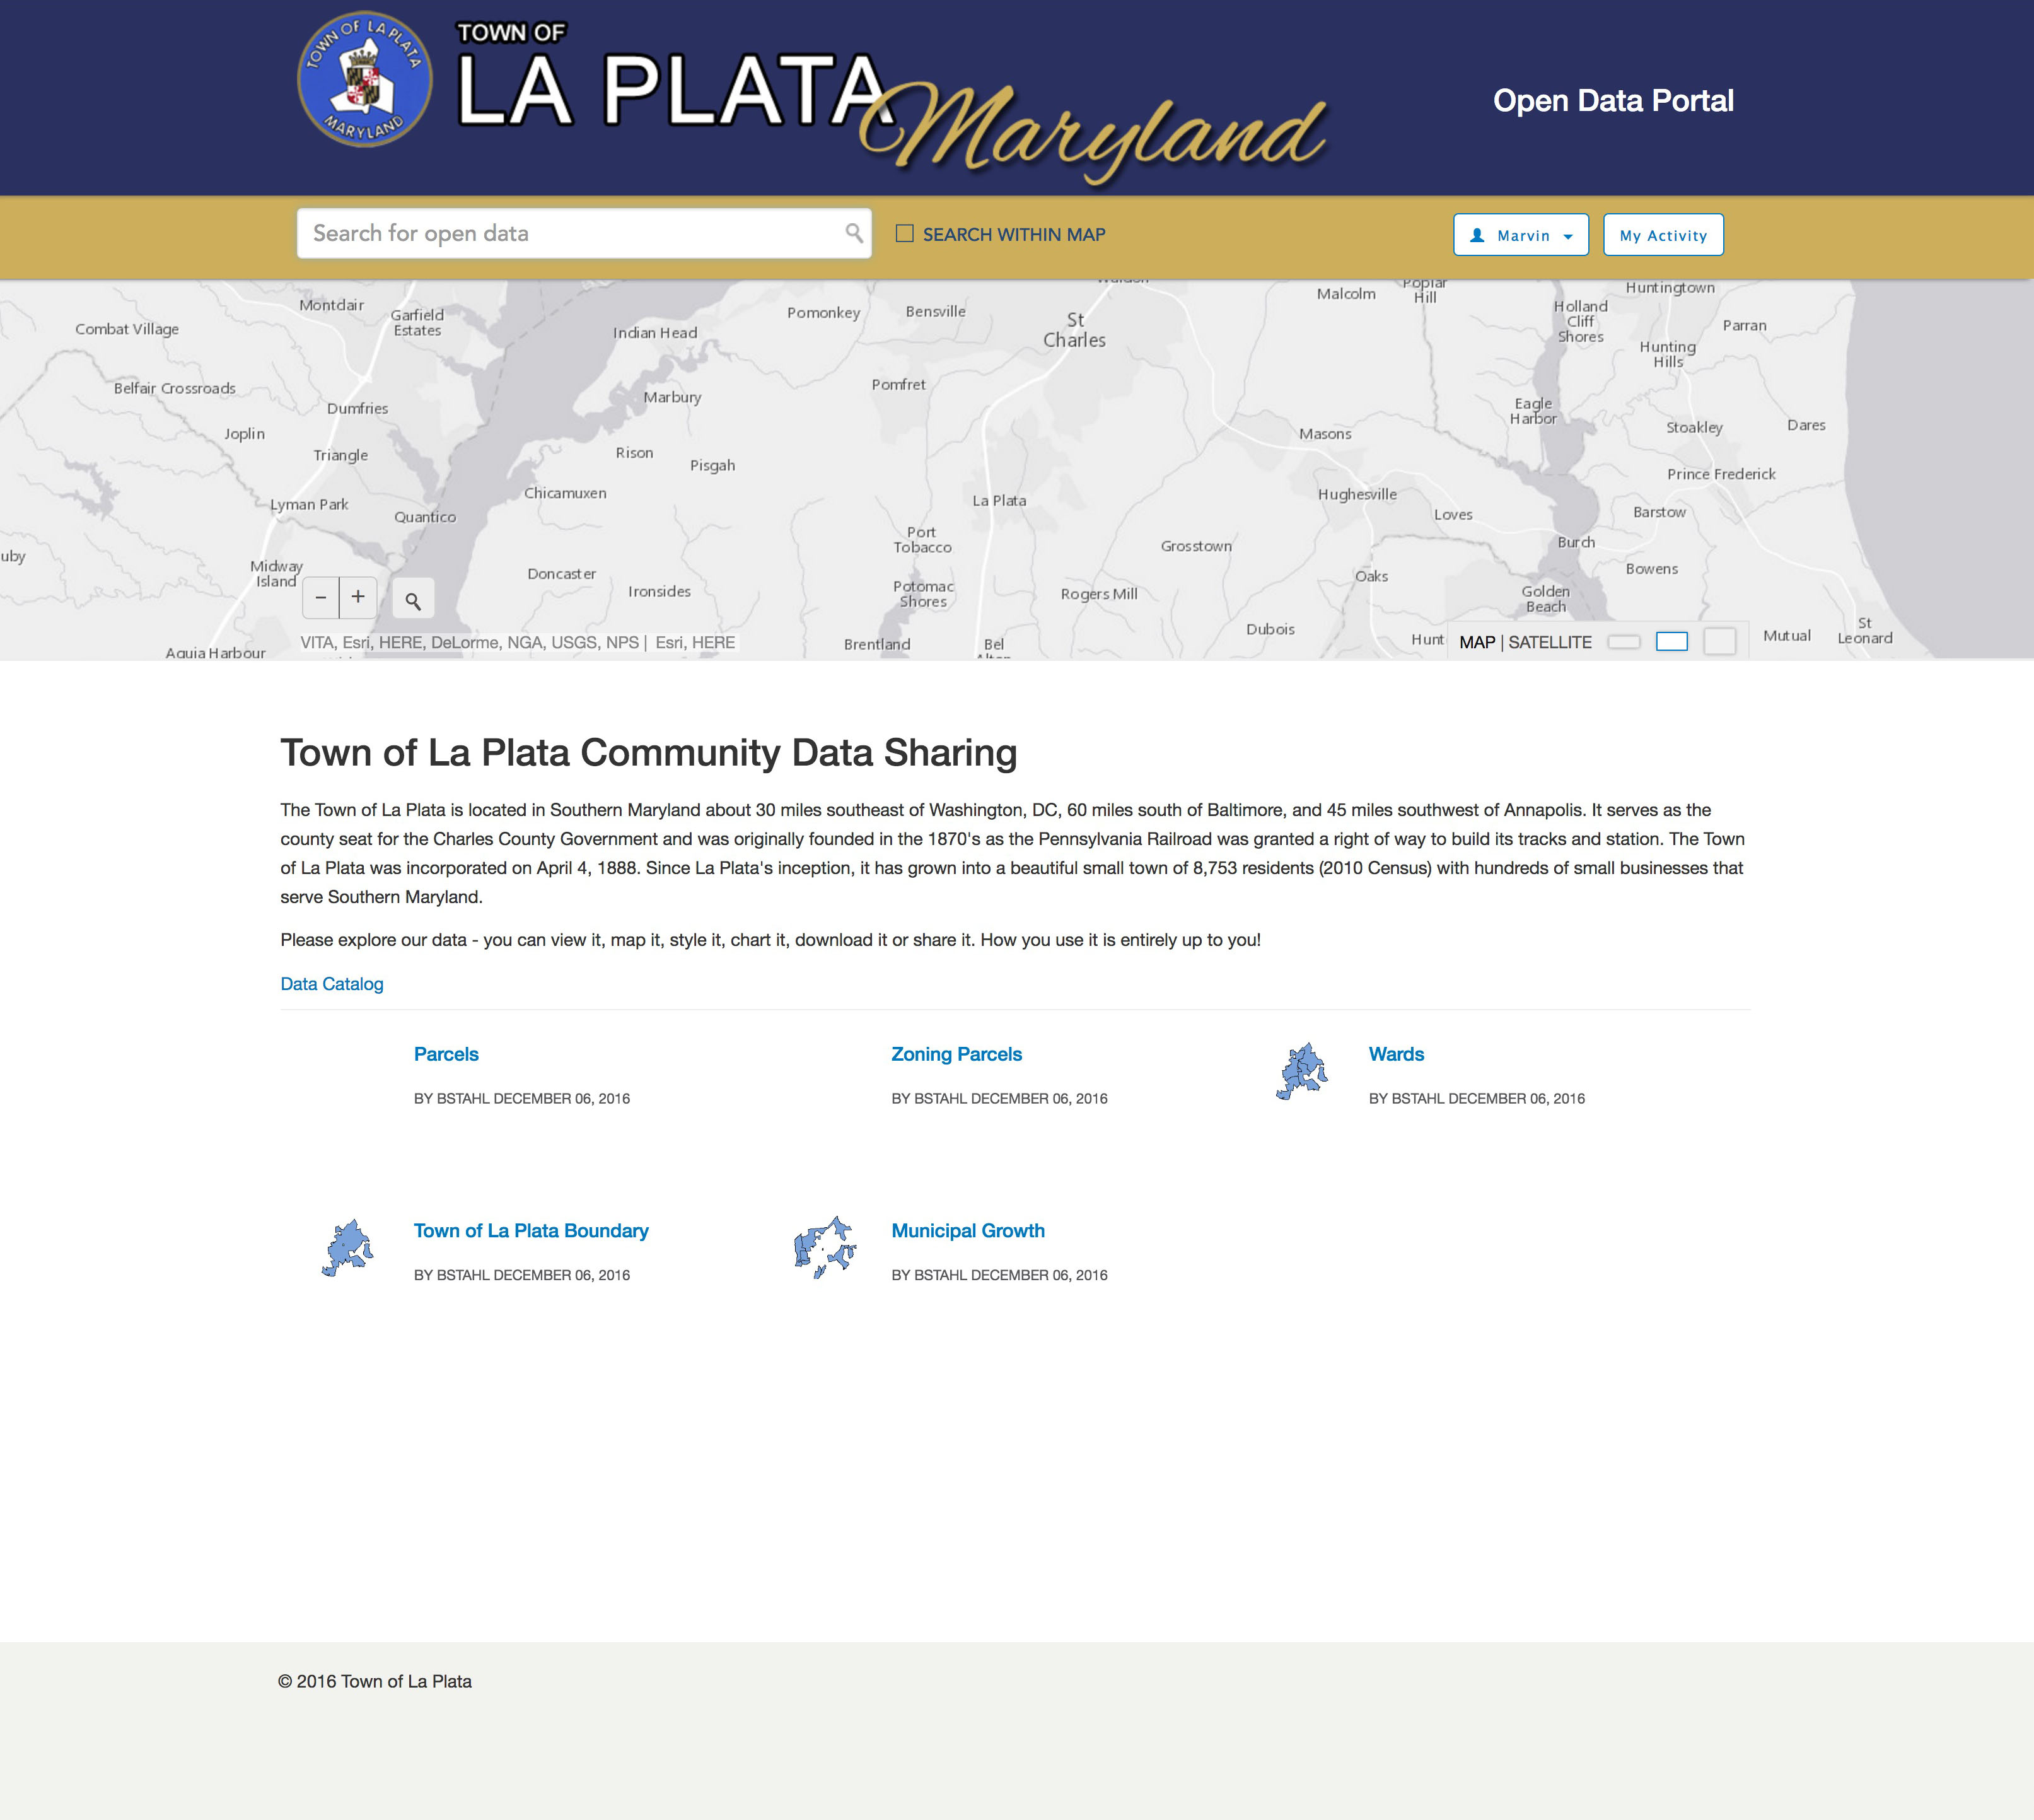 TOWN OF LA PLATA
MARYLAND
TOWN OF
LA PLATA
Maryland
Open Data Portal
Search for open data
SEARCH WITHIN MAP
Marvin
My Activity
Montclair
Garfield
Estates
Combat Village
Indian Head
Pomonkey
Bensville
St
Charles
Malcolm
Poplar
Hill
Holland
Cliff
Shores
Huntingtown
Parran
Hunting
Hills
Belfair Crossroads
Dumfries
Marbury
Pomfret
Eagle
Harbor
Joplin
Triangle
Rison
Pisgah
Masons
Stoakley
Dares
Prince Frederick
Lyman Park
Quantico
Chicamuxen
La Plata
Hughesville
Loves
Barstow
Port
Tobacco
Grosstown
Burch
uby
Midway
Island
Doncaster
Ironsides
Potomac
Shores
Rogers Mill
Oaks
Golden
Beach
Bowens
− +
VITA, Esri, HERE, DeLorme, NGA, USGS, NPS | Esri, HERE
Aquia Harbour
Brentland
Bel
Dubois
Hunt
MAP | SATELLITE
Mutual
St
Leonard
Town of La Plata Community Data Sharing
The Town of La Plata is located in Southern Maryland about 30 miles southeast of Washington, DC, 60 miles south of Baltimore, and 45 miles southwest of Annapolis. It serves as the
county seat for the Charles County Government and was originally founded in the 1870's as the Pennsylvania Railroad was granted a right of way to build its tracks and station. The Town
of La Plata was incorporated on April 4, 1888. Since La Plata's inception, it has grown into a beautiful small town of 8,753 residents (2010 Census) with hundreds of small businesses that
serve Southern Maryland.
Please explore our data - you can view it, map it, style it, chart it, download it or share it. How you use it is entirely up to you!
Data Catalog
Parcels
BY BSTAHL DECEMBER 06, 2016
Zoning Parcels
BY BSTAHL DECEMBER 06, 2016
Wards
BY BSTAHL DECEMBER 06, 2016
Town of La Plata Boundary
BY BSTAHL DECEMBER 06, 2016
Municipal Growth
BY BSTAHL DECEMBER 06, 2016
© 2016 Town of La Plata